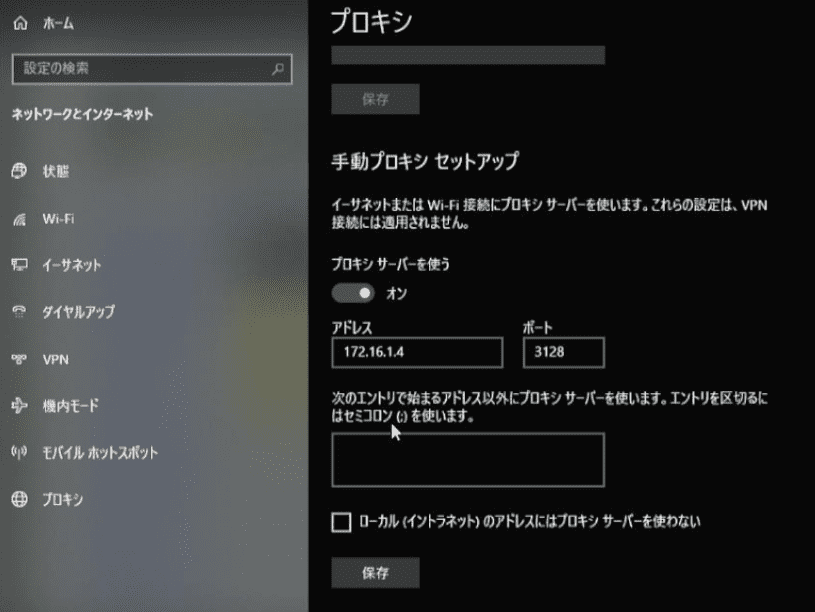 ホーム
設定の検索
ネットワークとインターネット
状態
Wi-Fi
イーサネット
ダイヤルアップ
VPN
機内モード
モバイル ホットスポット
プロキシ
プロキシ
保存
手動プロキシ セットアップ
イーサネットまたは Wi-Fi 接続にプロキシ サーバーを使います。これらの設定は、VPN
接続には適用されません。
プロキシ サーバーを使う
オン
アドレス ポート
172.16.1.4 3128
次のエントリで始まるアドレス以外にプロキシ サーバーを使います。エントリを区切るに
はセミコロン (;) を使います。
ローカル (イントラネット) のアドレスにはプロキシ サーバーを使わない
保存